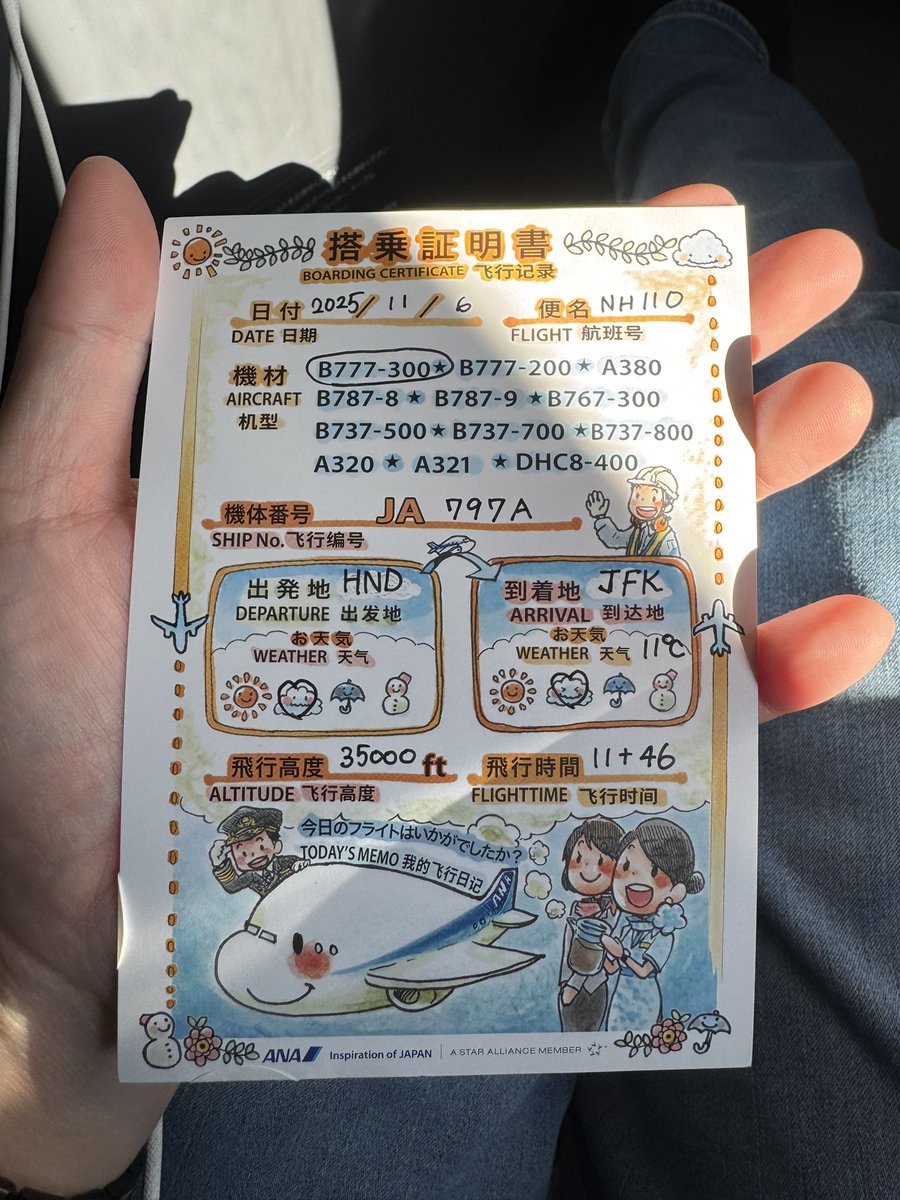 搭乗証明書
BOARDING CERTIFICATE 飞行记录
日付 2025/11/6 便名 NH110
DATE 日期 FLIGHT 航班号
機材 B777-300★ B777-200★ A380
AIRCRAFT B787-8★ B787-9★B767-300
机型
B737-500★B737-700★B737-800
A320★A321★DHC8-400
機体番号 JA 797A
SHIP No.飞行编号
出発地 HND
DEPARTURE 出发地
お天気
WEATHER 天气
到着地 JFK
ARRIVAL 到达地
お天気
WEATHER 天气 11℃
飛行高度 35000 ft 飛行時間 11+46
ALTITUDE 飞行高度 FLIGHTTIME 飞行时间
今日のフライトはいかがでしたか?
TODAY'S MEMO 我的飞行日记
ANA
ANA Inspiration of JAPAN | A STAR ALLIANCE MEMBER